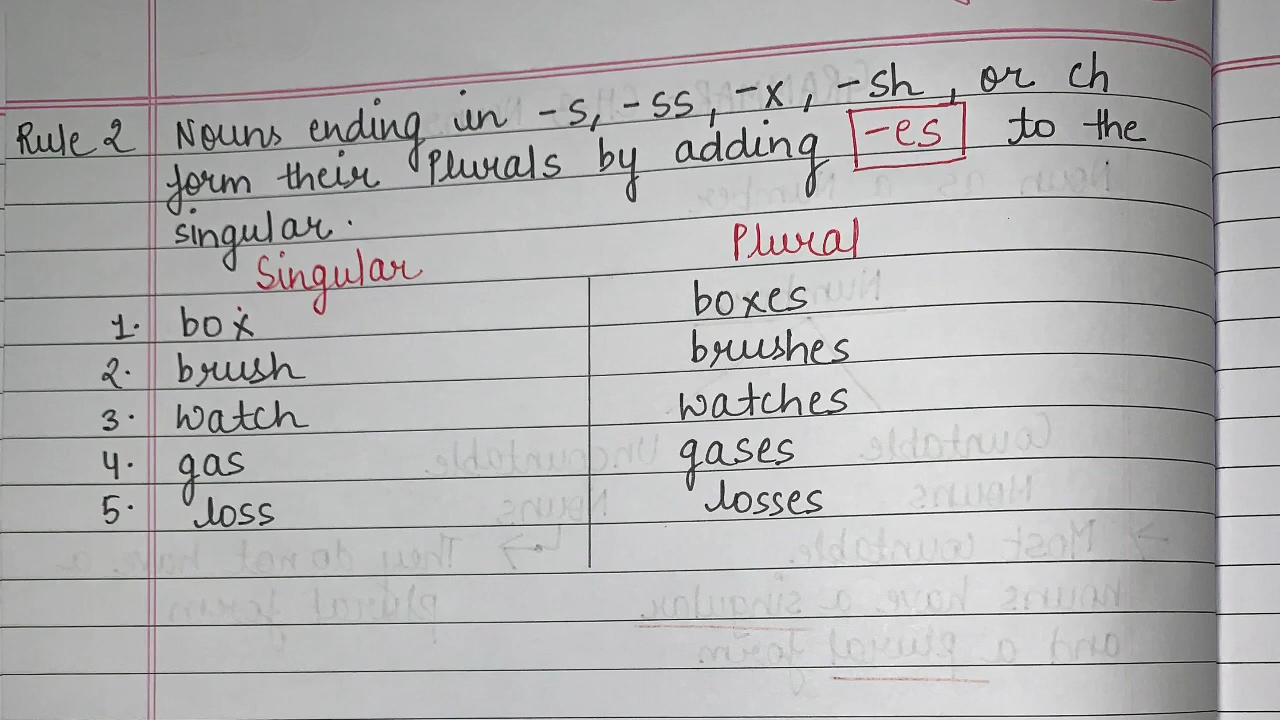 Rule 2 Nouns ending in -s, -ss, -x, -sh, or ch
form their Plurals by adding -es to the
singular.
Singular Plural
1. box boxes
2. brush brushes
3. watch watches
4. gas gases
5. loss losses